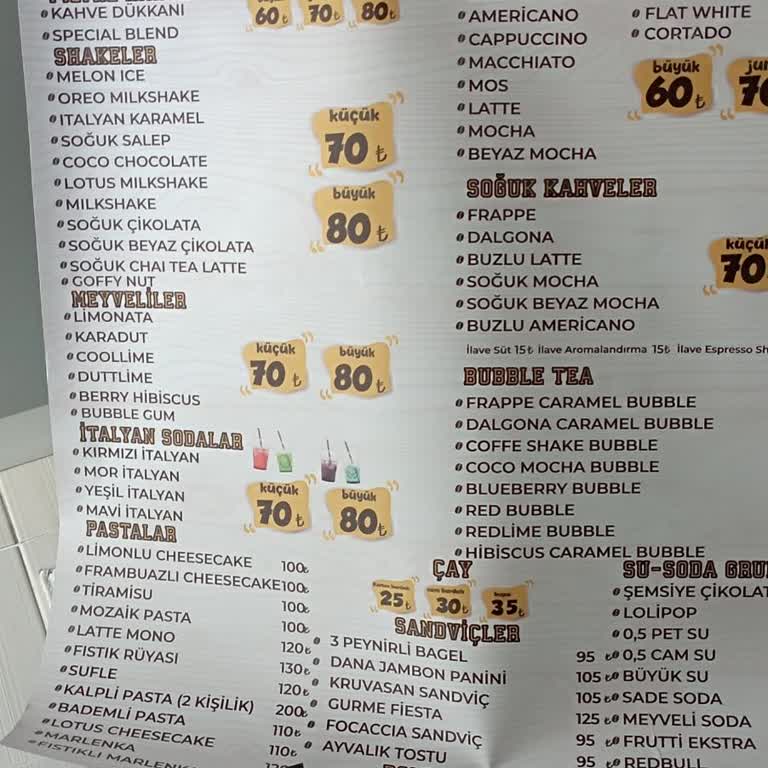 KAHVE DÜKKANI
SPECIAL BLEND
60₺ 70₺ 80₺
SHAKELER
MELON ICE
OREO MILKSHAKE
ITALYAN KARAMEL
SOĞUK SALEP
COCO CHOCOLATE
LOTUS MILKSHAKE
MILKSHAKE
SOĞUK ÇİKOLATA
SOĞUK BEYAZ ÇİKOLATA
SOĞUK CHAI TEA LATTE
GOFFY NUT
küçük
70 ₺
büyük
80 ₺
MEYVELİLER
LİMONATA
KARADUT
COOLLİME
DUTTLİME
BERRY HİBİSCUS
BUBBLE GUM
küçük
70 ₺
büyük
80 ₺
İTALYAN SODALAR
KIRMIZI İTALYAN
MOR İTALYAN
YEŞİL İTALYAN
MAVİ İTALYAN
küçük
70 ₺
büyük
80 ₺
PASTALAR
LİMONLU CHEESECAKE 100₺
FRAMBUAZLI CHEESECAKE 100₺
TİRAMİSU 100₺
MOZAİK PASTA 100₺
LATTE MONO 120₺
FISTIK RÜYASI 130₺
SUFLE 120₺
KALPLİ PASTA (2 KİŞİLİK) 200₺
BADEMLİ PASTA 110₺
LOTUS CHEESECAKE 110₺
MARLENKA
FISTIKLI MARLENKA
AMERİCANO
CAPPUCCINO
MACCHIATO
MOS
LATTE
MOCHA
BEYAZ MOCHA
FLAT WHITE
CORTADO
büyük
60 ₺
SOĞUK KAHVELER
FRAPPE
DALGONA
BUZLU LATTE
SOĞUK MOCHA
SOĞUK BEYAZ MOCHA
BUZLU AMERICANO
70
İlave Süt 15₺ İlave Aromalandırma 15₺ İlave Espresso
BUBBLE TEA
FRAPPE CARAMEL BUBBLE
DALGONA CARAMEL BUBBLE
COFFE SHAKE BUBBLE
COCO MOCHA BUBBLE
BLUEBERRY BUBBLE
RED BUBBLE
REDLİME BUBBLE
HİBİSCUS CARAMEL BUBBLE
ÇAY
25₺ 30₺ 35₺
SANDVİÇLER
3 PEYNİRLİ BAGEL 95 ₺
DANA JAMBON PANİNİ 105 ₺
KRUVASAN SANDVİÇ 105 ₺
GURME FİESTA 125 ₺
FOCACCIA SANDVİÇ 95 ₺
AYVALIK TOSTU 95 ₺
SU-SODA
ŞEMSİYE
LOLİPOP
0,5 PET SU
0,5 CAM SU
BÜYÜK SU
SADE SODA
MEYVELİ SODA
FRUTTİ EKSTRA
REDBULL